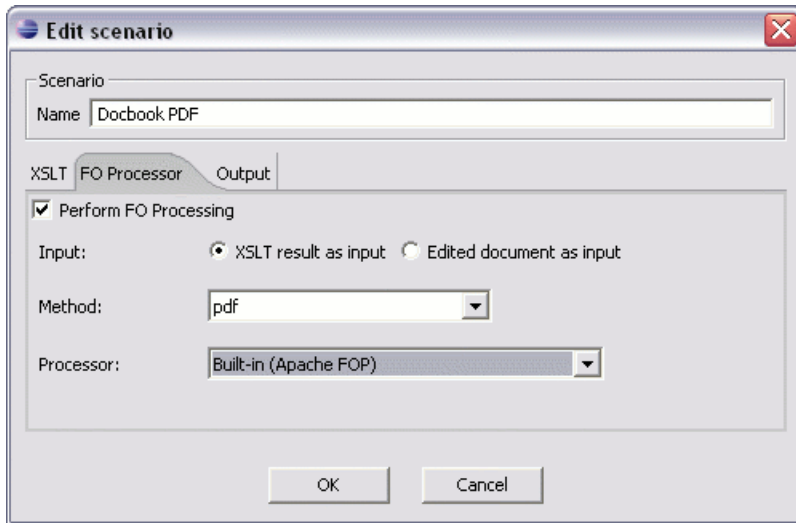 Edit scenario
Scenario
Name Docbook PDF
XSLT FO Processor Output
Perform FO Processing
Input: XSLT result as input Edited document as input
Method: pdf
Processor: Built-in (Apache FOP)
OK Cancel